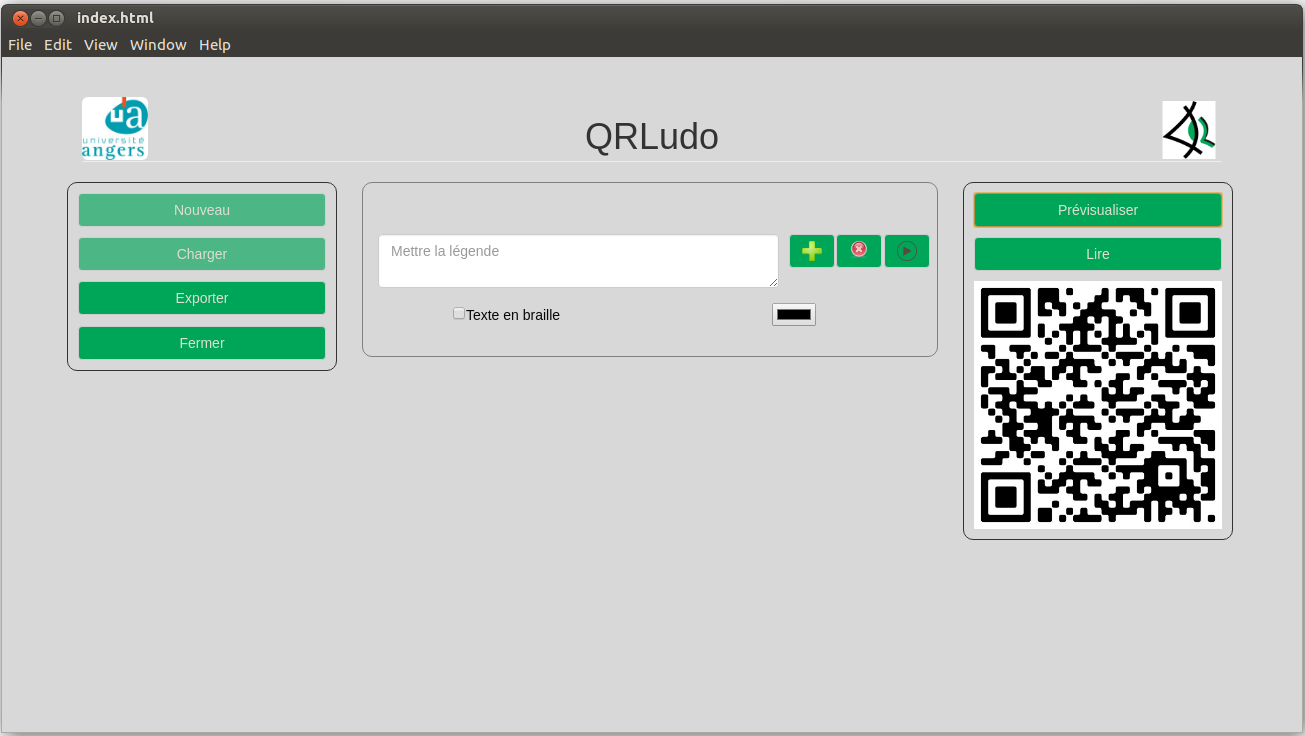 index.html
File Edit View Window Help
ua
université
angers
QRLudo
Nouveau
Charger
Exporter
Fermer
Mettre la légende
Texte en braille
Prévisualiser
Lire